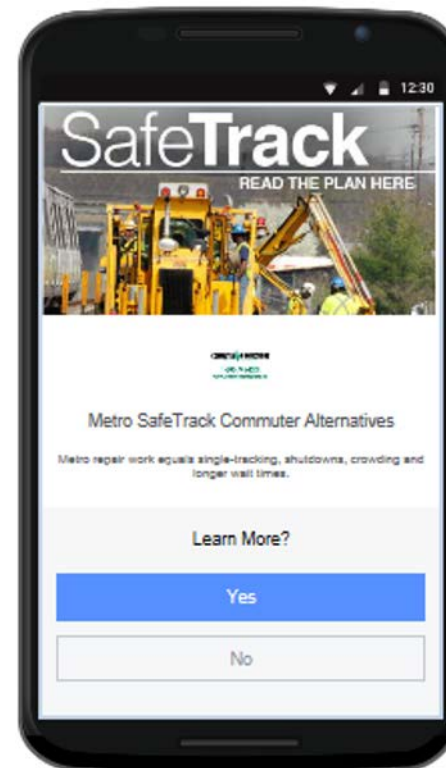 12:30
SafeTrack
READ THE PLAN HERE
Metro SafeTrack Commuter Alternatives
Metro repair work equals single-tracking, shutdowns, crowding and
longer wait times.
Learn More?
Yes
No